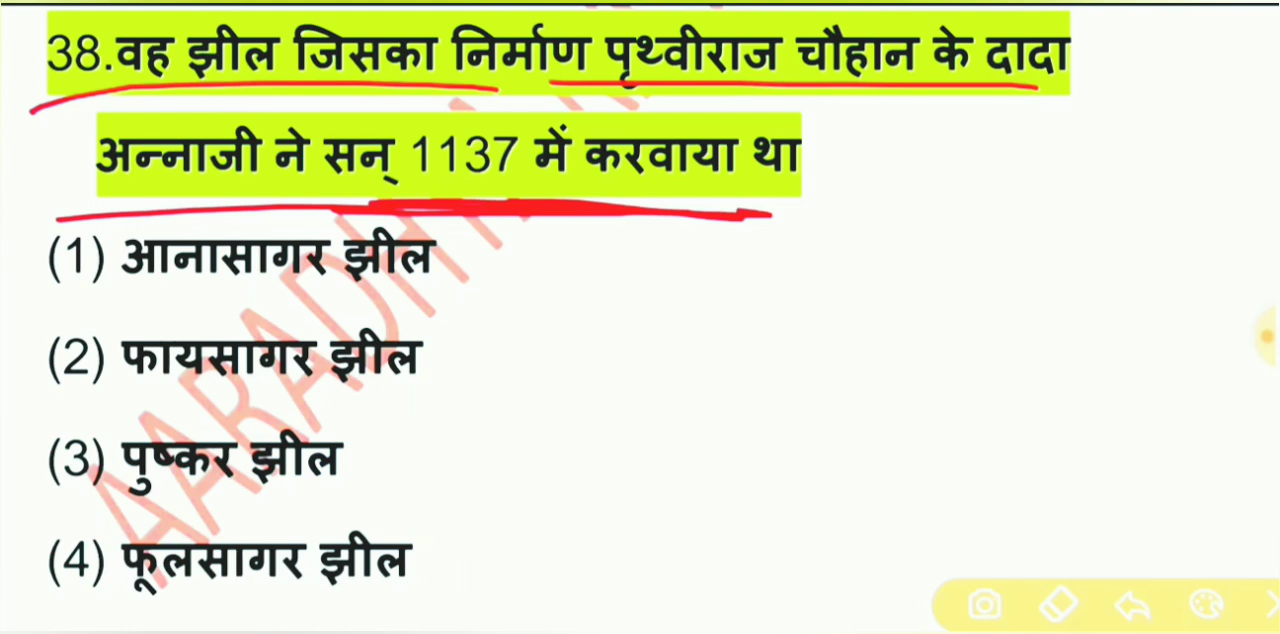 38.वह झील जिसका निर्माण पृथ्वीराज चौहान के दादा
अन्नाजी ने सन् 1137 में करवाया था
(1) आनासागर झील
(2) फायसागर झील
(3) पुष्कर झील
(4) फूलसागर झील